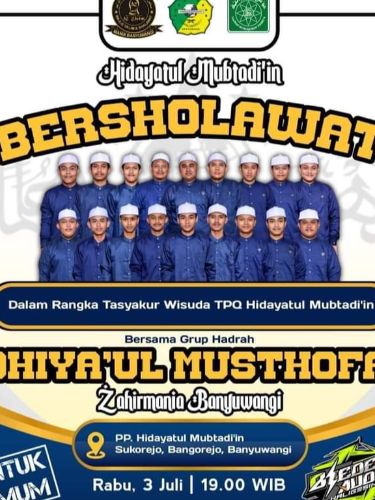 Hidayatul Mubtadi'in
BERSHOLAWAT
Dalam Rangka Tasyakur Wisuda TPQ Hidayatul Mubtadi'in
Bersama Grup Hadrah
DHIYA'UL MUSTHOFA
Zahirmania Banyuwangi
PP. Hidayatul Mubtadi'in
Sukorejo, Bangorejo, Banyuwangi
UNTUK
UMUM
Rabu, 3 Juli | 19.00 WIB